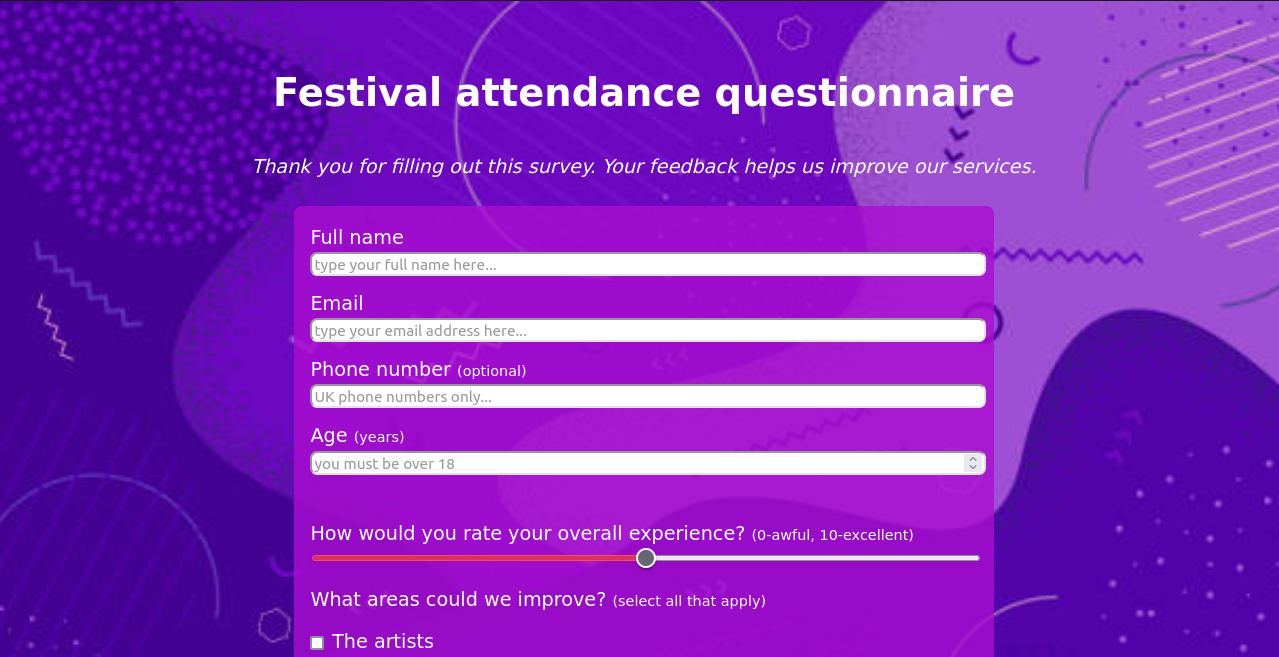 Festival attendance questionnaire
Thank you for filling out this survey. Your feedback helps us improve our services.
Full name
type your full name here...
Email
type your email address here...
Phone number (optional)
UK phone numbers only...
Age (years)
you must be over 18
How would you rate your overall experience? (0-awful, 10-excellent)
What areas could we improve? (select all that apply)
The artists